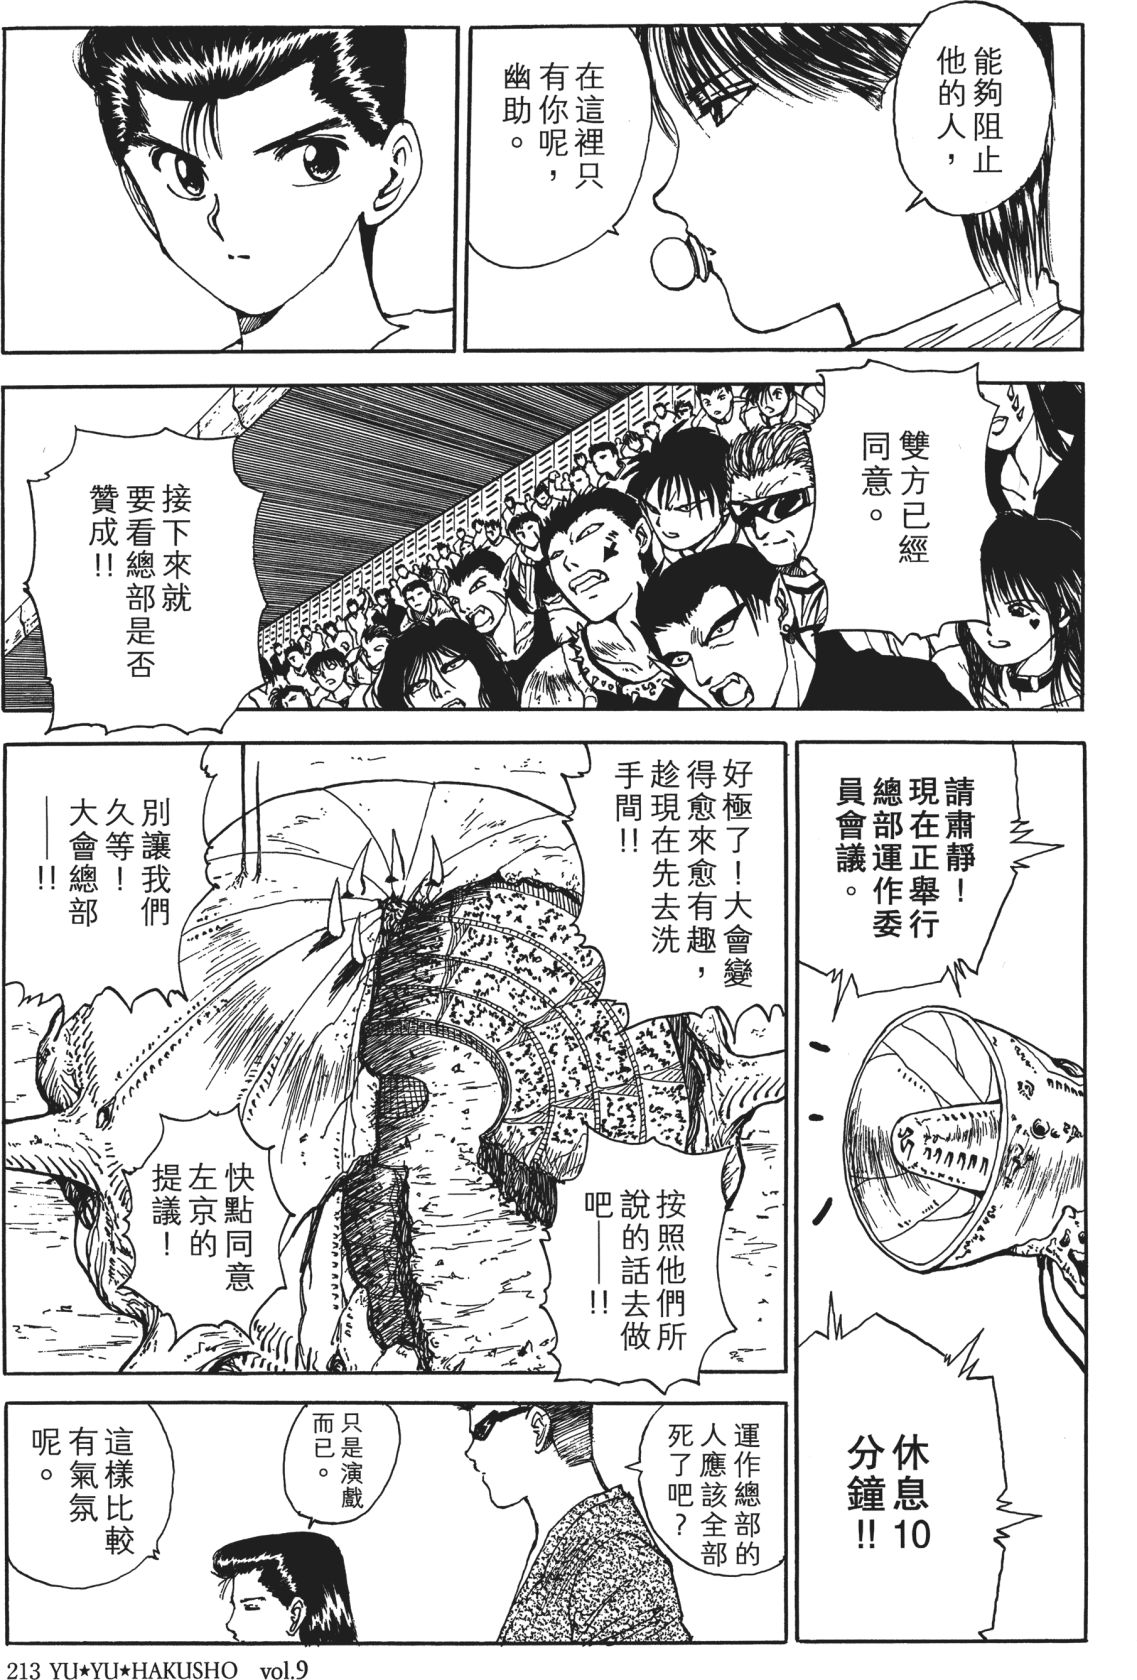 能夠阻止
他的人，
在這裡只
有你呢，
幽助。
雙方已經
同意。
接下來就
要看總部是否
贊成!!
請肅靜！
現在正舉行
總部運作委
員會議。
休息10
分鐘!!
好極了！大會變
得愈來愈有趣，
趁現在先去洗
手間!!
別讓我們
久等！
大會總部
——!!
按照他們所
說的話去做
吧——!!
快點同意
左京的
提議！
運作總部的
人應該全部
死了吧？
只是演戲
而已。
這樣比較
有氣氛
呢。
213 YU★YU★HAKUSHO vol.9